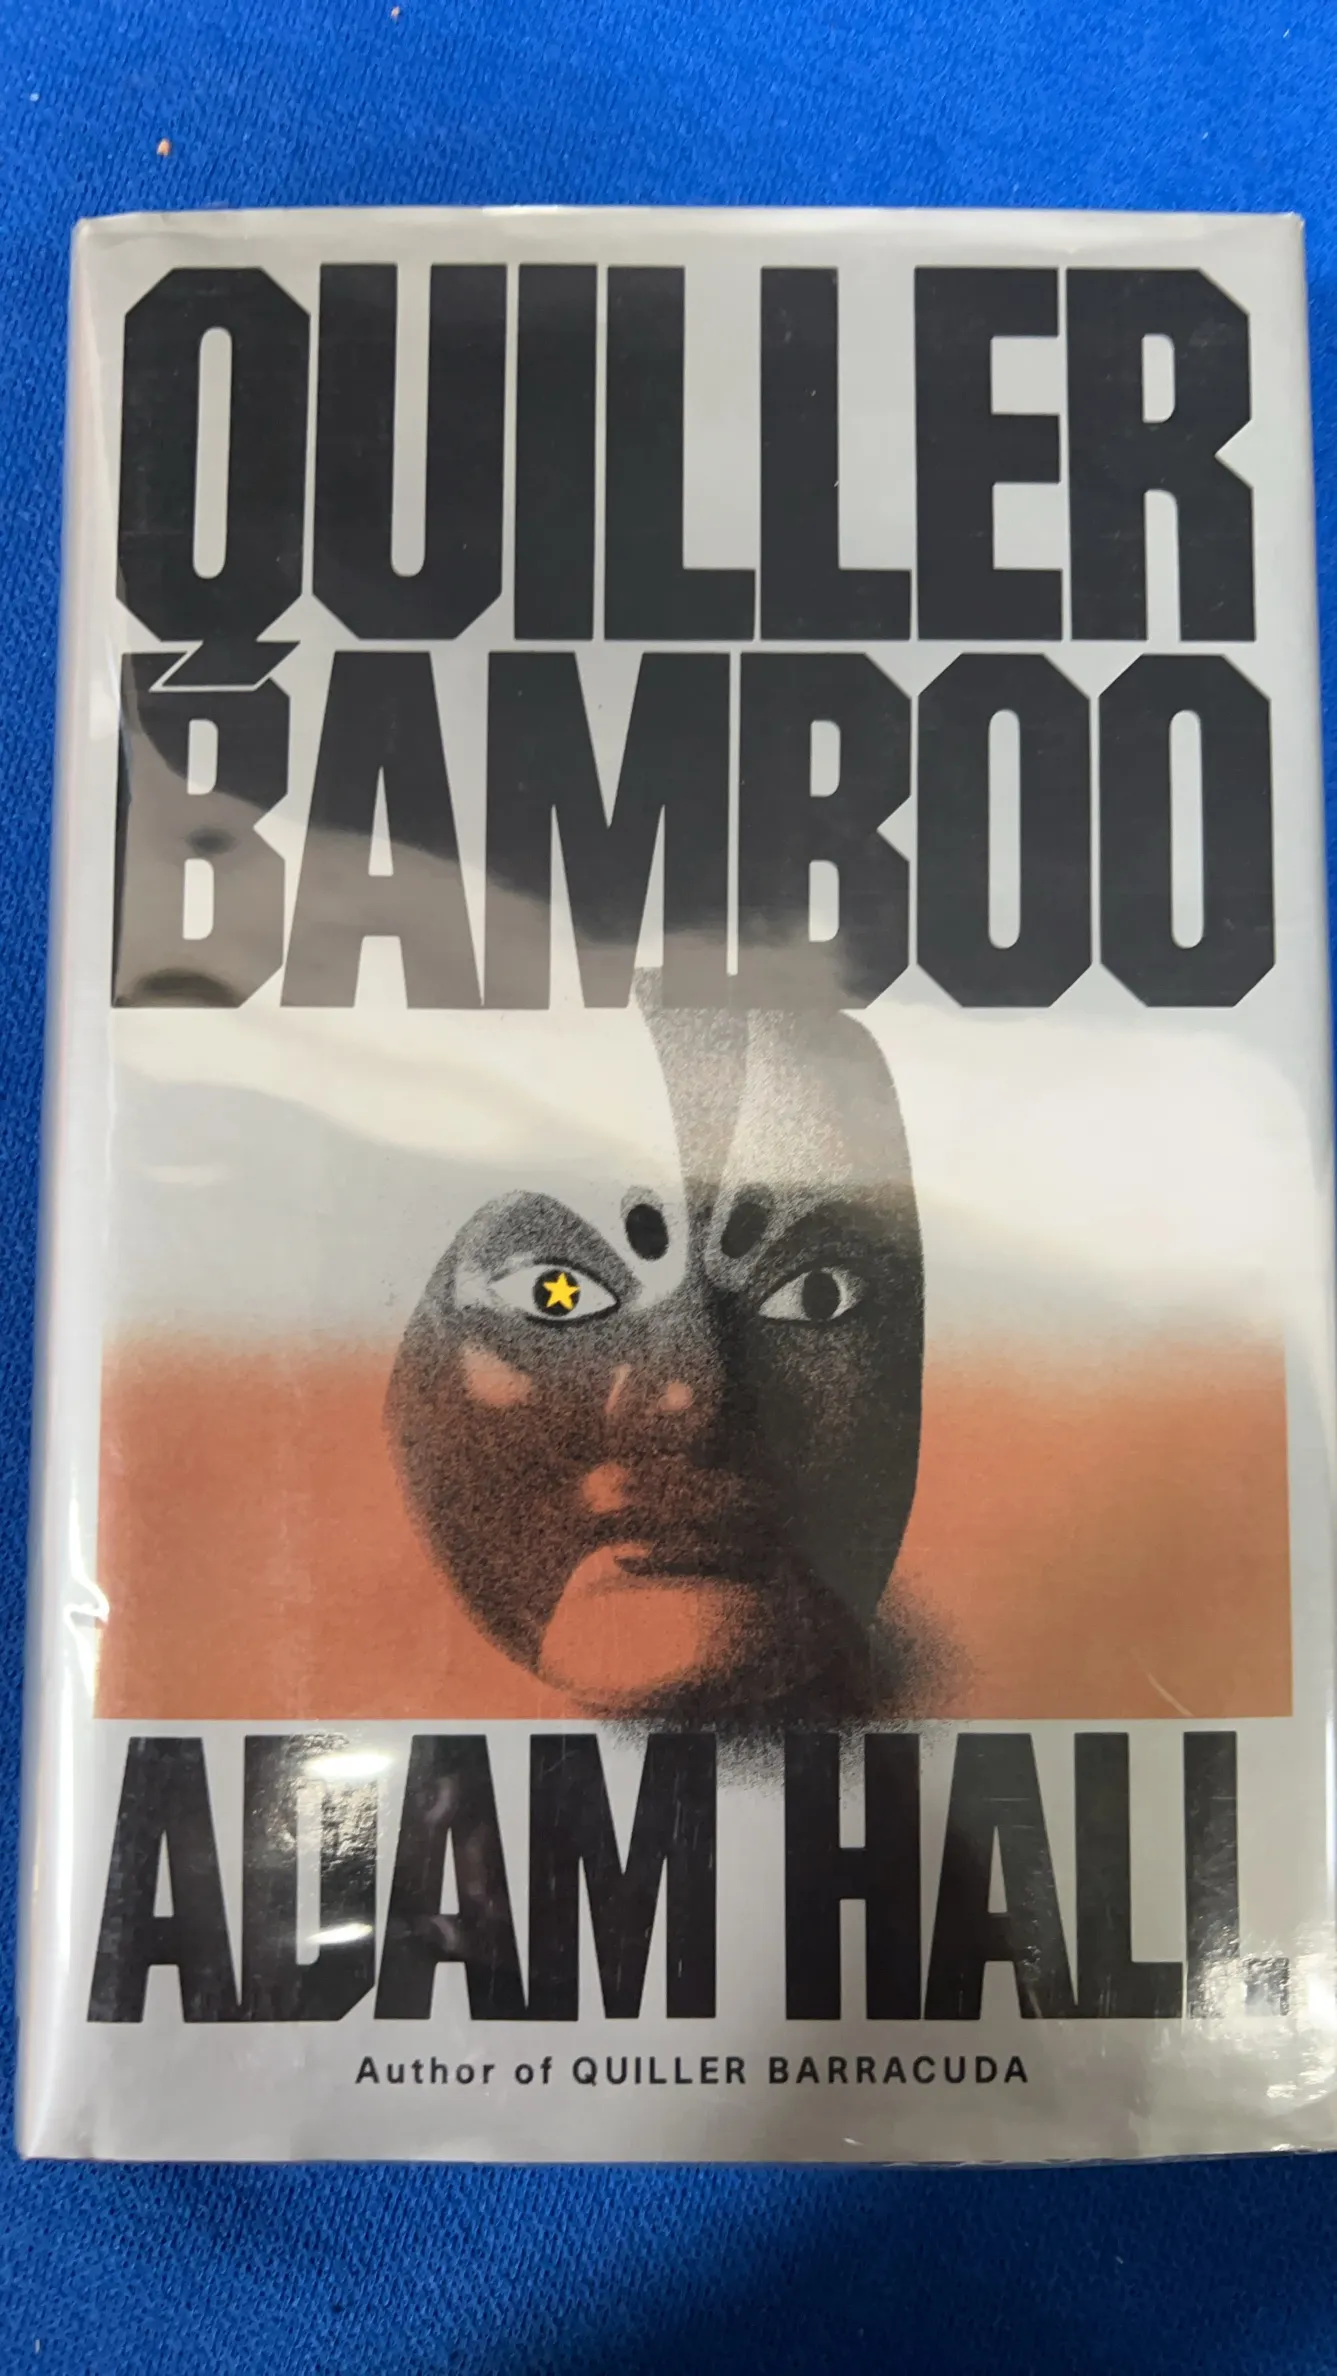 QUILLER
BAMBOO
ADAM HALL
Author of QUILLER BARRACUDA